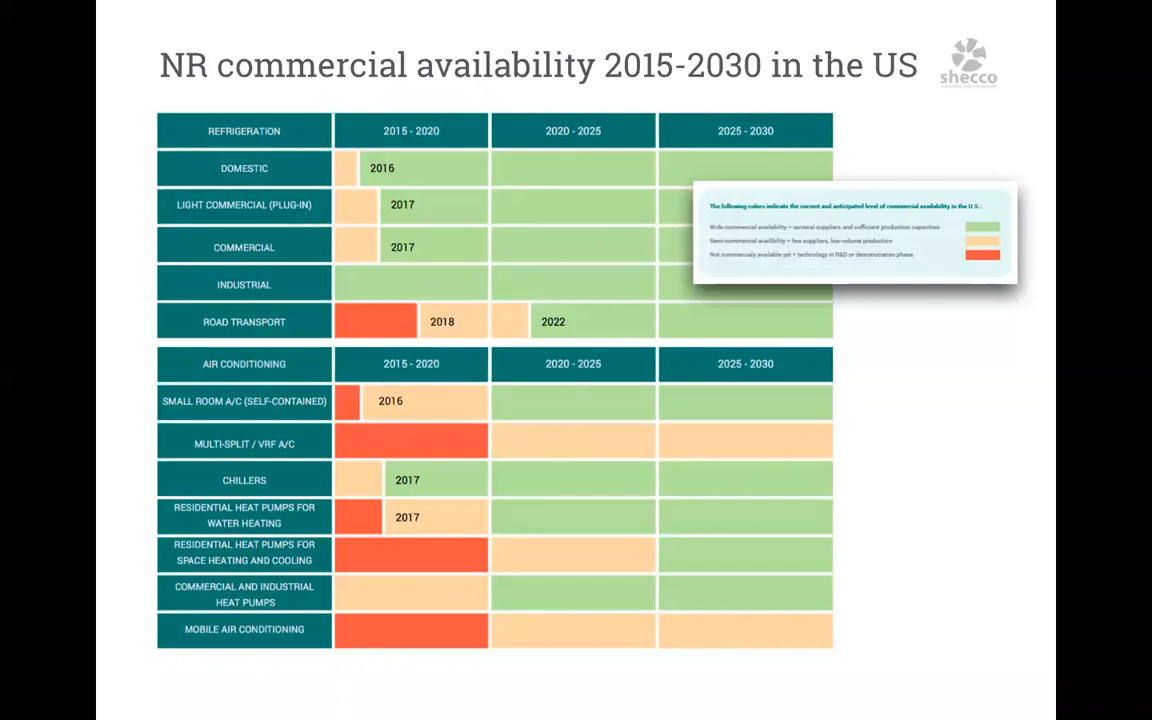 NR commercial availability 2015-2030 in the US
shecco
REFRIGERATION 2015 - 2020 2020 - 2025 2025 - 2030
DOMESTIC 2016
LIGHT COMMERCIAL (PLUG-IN) 2017
COMMERCIAL 2017
INDUSTRIAL
ROAD TRANSPORT 2018 2022
The following colors indicate the current and anticipated level of commercial availability in the U.S.:
Wide commercial availability = serveral suppliers and sufficient production capacities
Semi-commercial availiblity = few suppliers, low-volume production
Not commercialy available yet = technology in R&D or demonstration phase
AIR CONDITIONING 2015 - 2020 2020 - 2025 2025 - 2030
SMALL ROOM A/C (SELF-CONTAINED) 2016
MULTI-SPLIT / VRF A/C
CHILLERS 2017
RESIDENTIAL HEAT PUMPS FOR
WATER HEATING 2017
RESIDENTIAL HEAT PUMPS FOR
SPACE HEATING AND COOLING
COMMERCIAL AND INDUSTRIAL
HEAT PUMPS
MOBILE AIR CONDITIONING